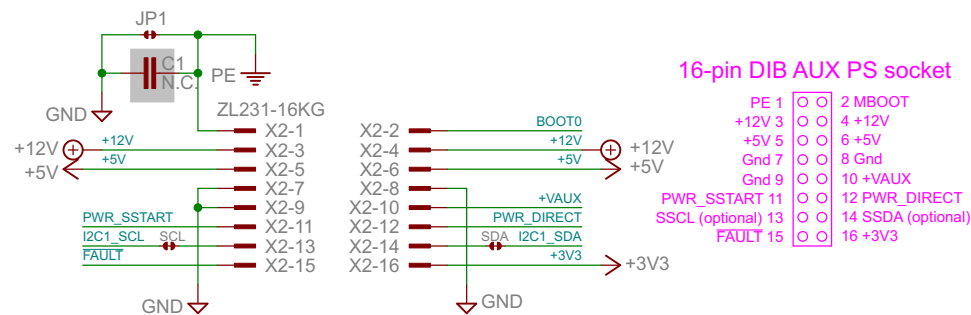 JP1
C1
N.C.
PE
GND
ZL231-16KG
X2-1
+12V +12V X2-3
+5V +5V X2-5
X2-7
X2-9
PWR_SSTART X2-11
I2C1_SCL SCL X2-13
FAULT X2-15
GND
X2-2 BOOT0
X2-4 +12V +12V
X2-6 +5V +5V
X2-8
X2-10 +VAUX
X2-12 PWR_DIRECT
X2-14 SDA I2C1_SDA
X2-16 +3V3 +3V3
GND
16-pin DIB AUX PS socket
PE 1 2 MBOOT
+12V 3 4 +12V
+5V 5 6 +5V
Gnd 7 8 Gnd
Gnd 9 10 +VAUX
PWR_SSTART 11 12 PWR_DIRECT
SSCL (optional) 13 14 SSDA (optional)
FAULT 15 16 +3V3